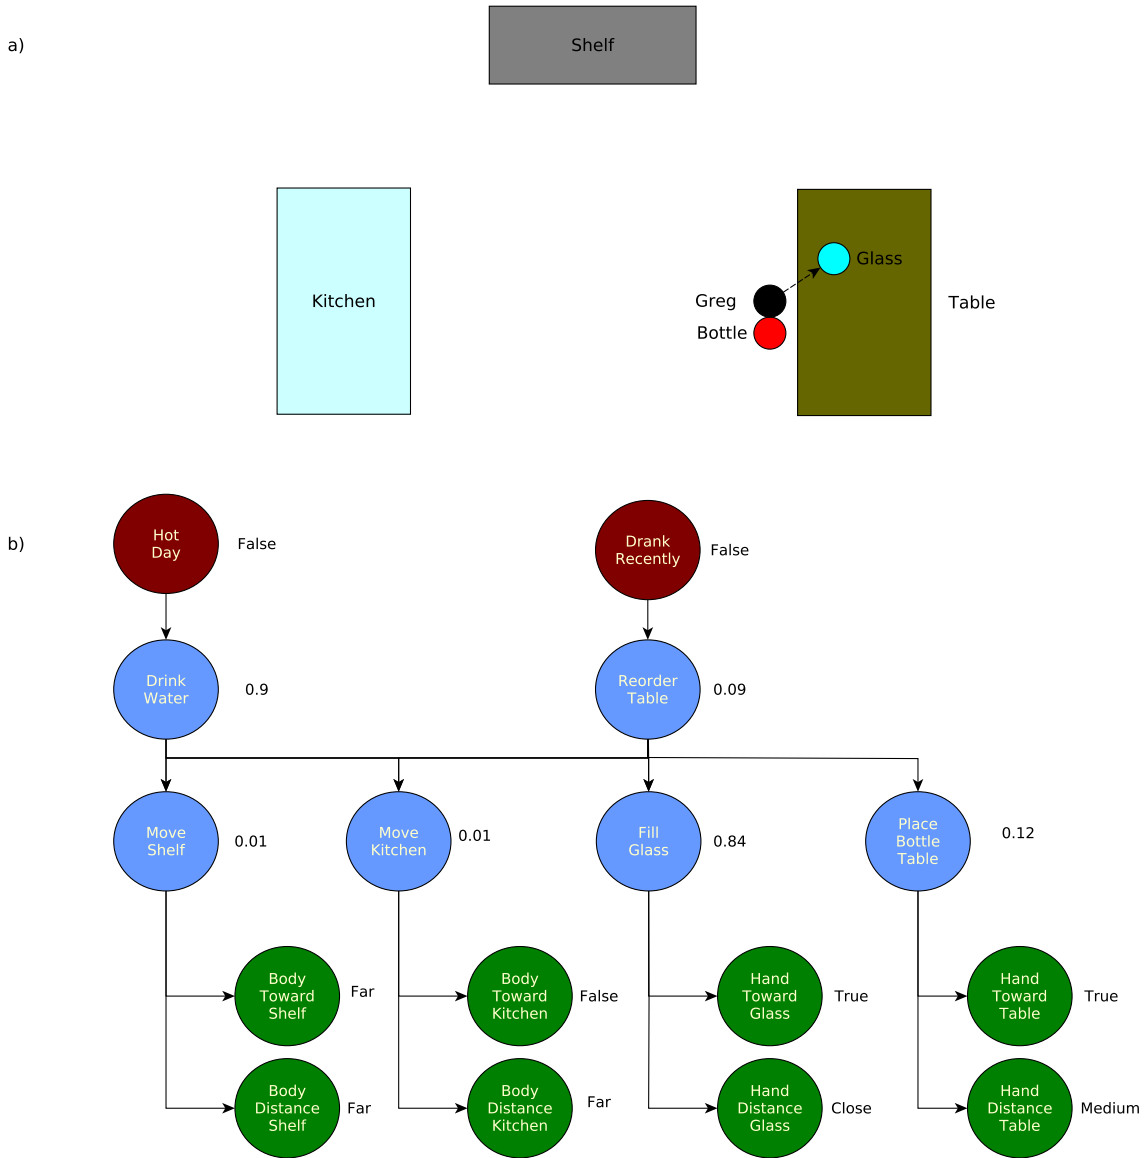 a)
Shelf
Kitchen
Glass
Greg
Bottle
Table
b)
Hot
Day
False
Drank
Recently
False
Drink
Water
0.9
Reorder
Table
0.09
Move
Shelf
0.01
Move
Kitchen
0.01
Fill
Glass
0.84
Place
Bottle
Table
0.12
Body
Toward
Shelf
Far
Body
Toward
Kitchen
False
Hand
Toward
Glass
True
Hand
Toward
Table
True
Body
Distance
Shelf
Far
Body
Distance
Kitchen
Far
Hand
Distance
Glass
Close
Hand
Distance
Table
Medium